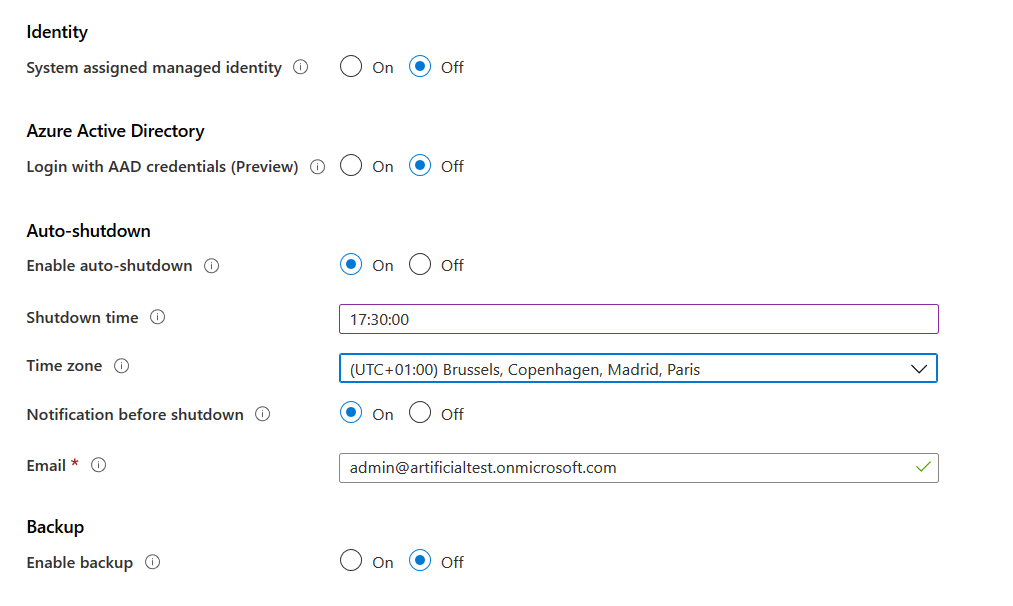 Identity
System assigned managed identity On Off
Azure Active Directory
Login with AAD credentials (Preview) On Off
Auto-shutdown
Enable auto-shutdown On Off
Shutdown time 17:30:00
Time zone (UTC+01:00) Brussels, Copenhagen, Madrid, Paris
Notification before shutdown On Off
Email * admin@artificialtest.onmicrosoft.com
Backup
Enable backup On Off